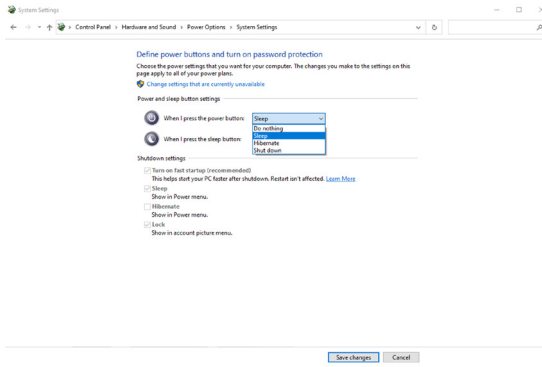 System Settings
Control Panel > Hardware and Sound > Power Options > System Settings
Define power buttons and turn on password protection
Choose the power settings that you want for your computer. The changes you make to the settings on this
page apply to all of your power plans.
Change settings that are currently unavailable
Power and sleep button settings
When I press the power button: Sleep
Do nothing
Sleep
When I press the sleep button:
Hibernate
Shut down
Shutdown settings
Turn on fast startup (recommended)
This helps start your PC faster after shutdown. Restart isn't affected. Learn More
Sleep
Show in Power menu.
Hibernate
Show in Power menu.
Lock
Show in account picture menu.
Save changes Cancel